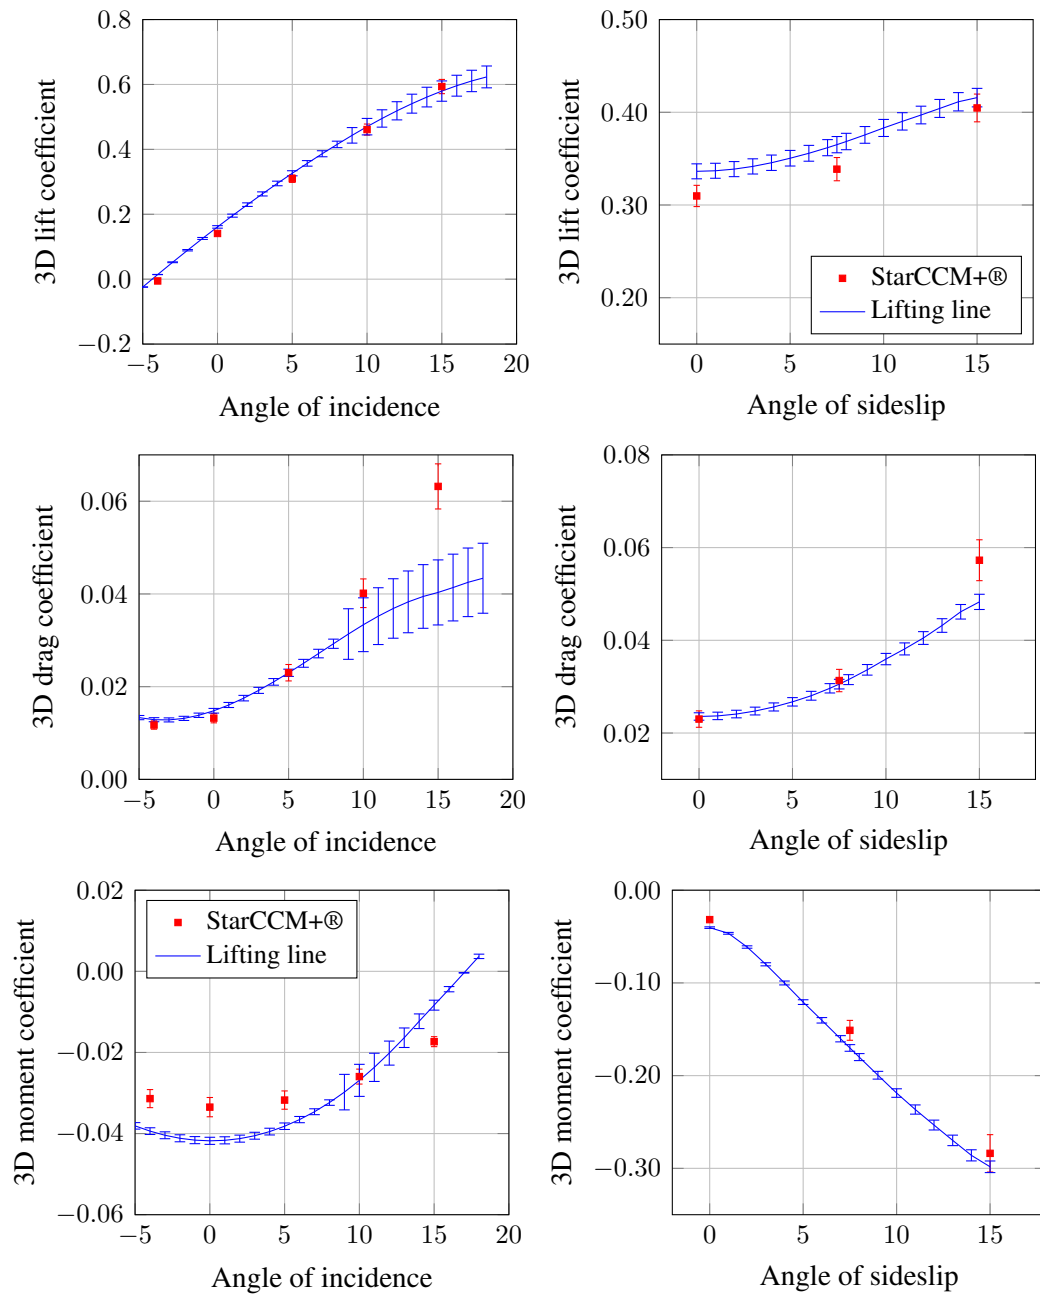 0.8
0.6
0.4
0.2
0.0
−0.2
−5 0 5 10 15 20
3D lift coefficient
Angle of incidence
0.50
0.40
0.30
0.20
0 5 10 15
3D lift coefficient
StarCCM+®
Lifting line
Angle of sideslip
0.06
0.04
0.02
0.00
−5 0 5 10 15 20
3D drag coefficient
Angle of incidence
0.08
0.06
0.04
0.02
0 5 10 15
3D drag coefficient
Angle of sideslip
0.02
0.00
−0.02
−0.04
−0.06
−5 0 5 10 15 20
3D moment coefficient
StarCCM+®
Lifting line
Angle of incidence
0.00
−0.10
−0.20
−0.30
0 5 10 15
3D moment coefficient
Angle of sideslip